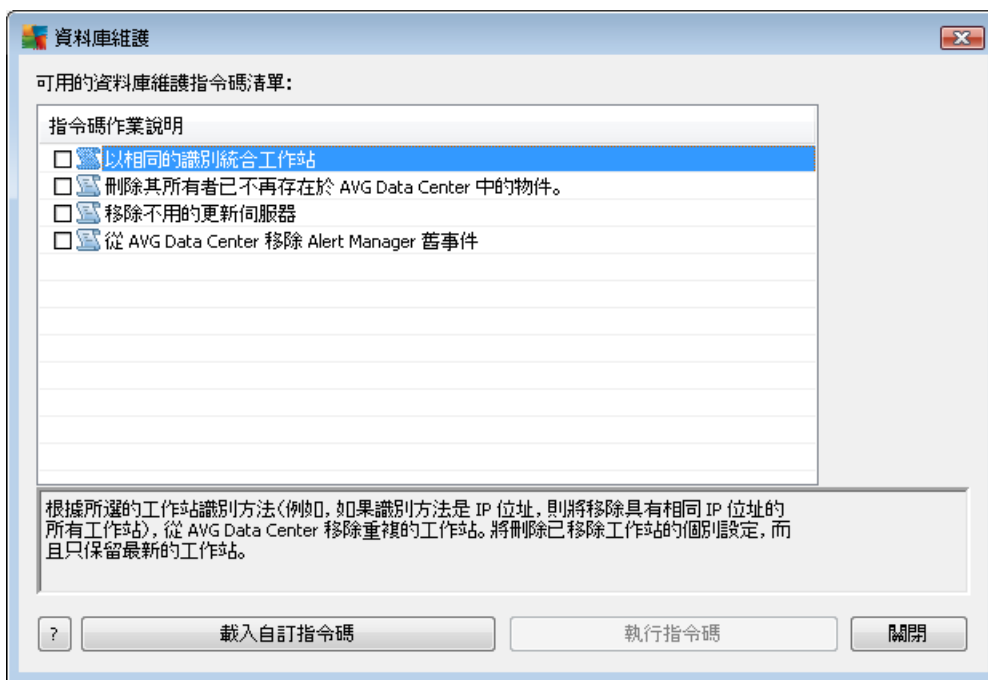 資料庫維護
可用的資料庫維護指令碼清單:
指令碼作業說明
以相同的識別統合工作站
刪除其所有者已不再存在於 AVG Data Center 中的物件。
移除不用的更新伺服器
從 AVG Data Center 移除 Alert Manager 舊事件
根據所選的工作站識別方法(例如, 如果識別方法是 IP 位址, 則將移除具有相同 IP 位址的
所有工作站), 從 AVG Data Center 移除重複的工作站。將刪除已移除工作站的個別設定, 而
且只保留最新的工作站。
?
載入自訂指令碼
執行指令碼
關閉